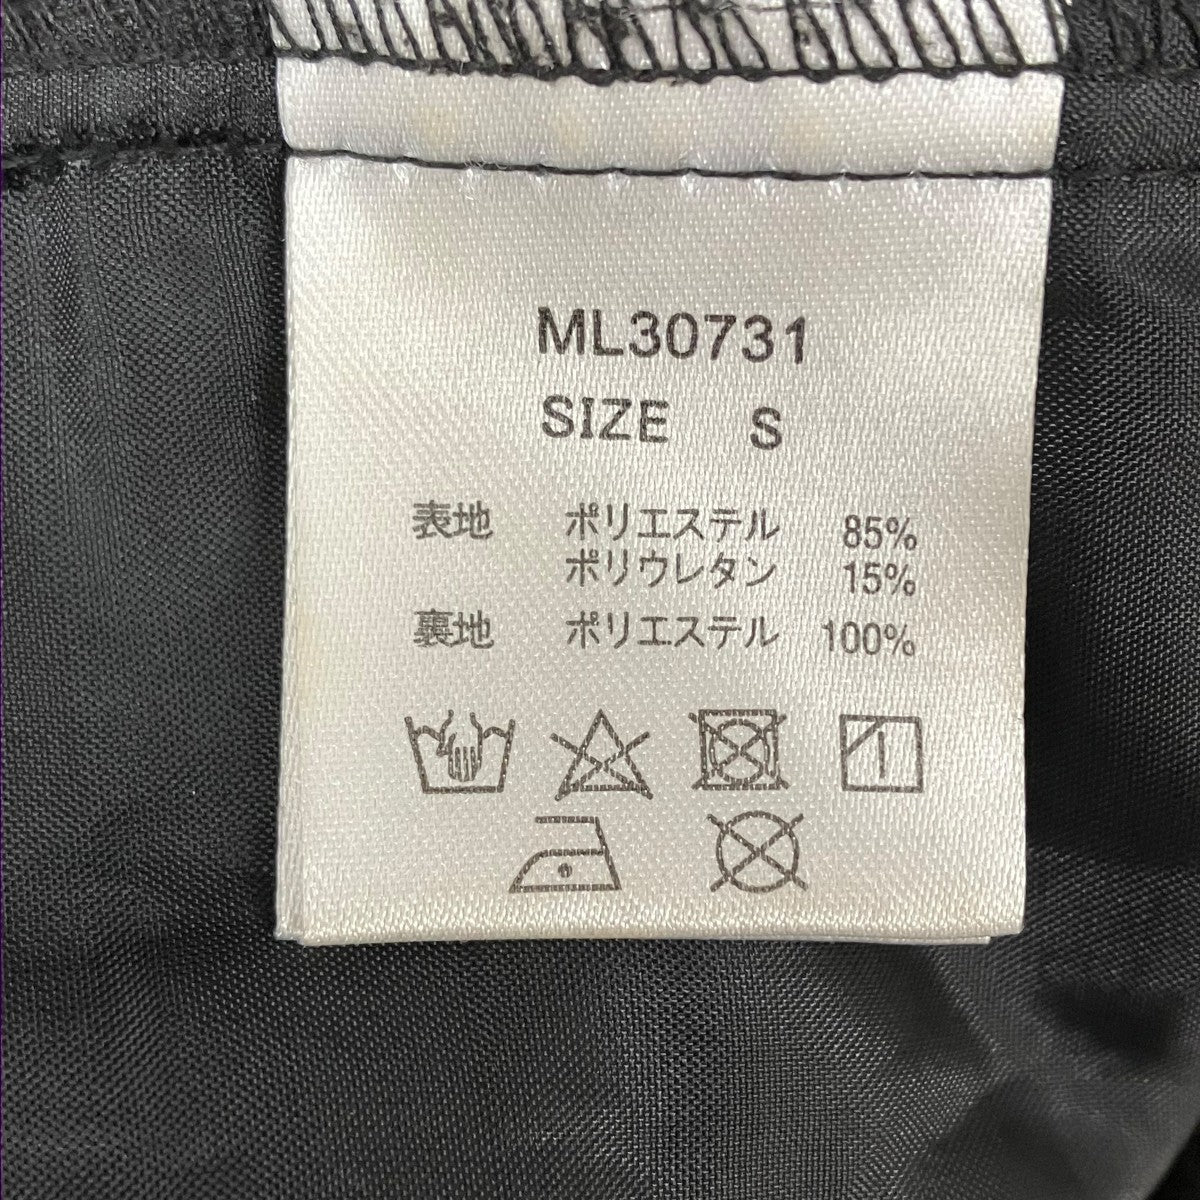 ML30731
SIZE S
表地 ポリエステル 85%
ポリウレタン 15%
裏地 ポリエステル 100%